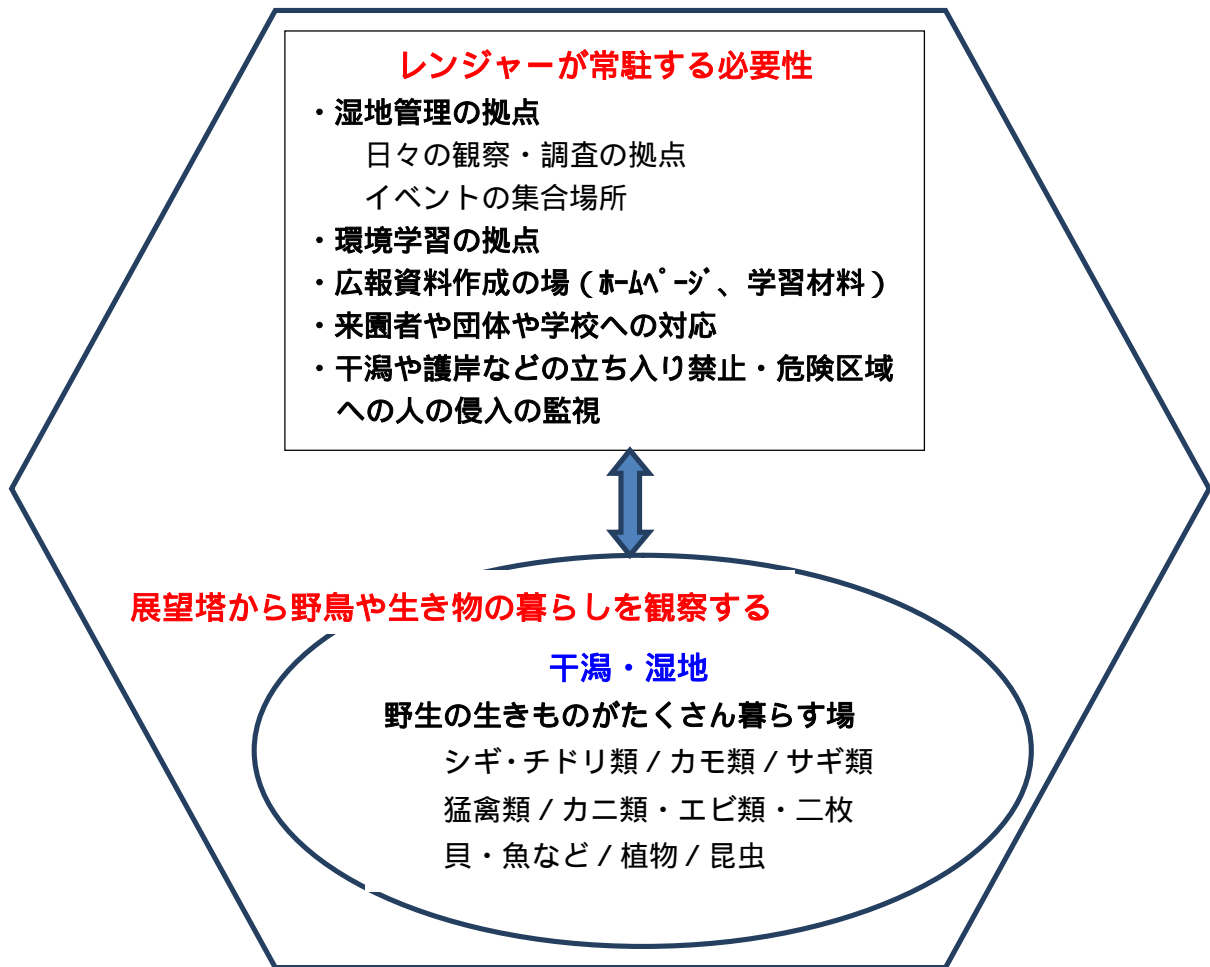 レンジャーが常駐する必要性
・湿地管理の拠点
日々の観察・調査の拠点
イベントの集合場所
・環境学習の拠点
・広報資料作成の場(ﾎｰﾑﾍﾟｰｼﾞ、学習材料)
・来園者や団体や学校への対応
・干潟や護岸などの立ち入り禁止・危険区域
への人の侵入の監視
展望塔から野鳥や生き物の暮らしを観察する
干潟・湿地
野生の生きものがたくさん暮らす場
シギ・チドリ類 / カモ類 / サギ類
猛禽類 / カニ類・エビ類・二枚
貝・魚など / 植物 / 昆虫